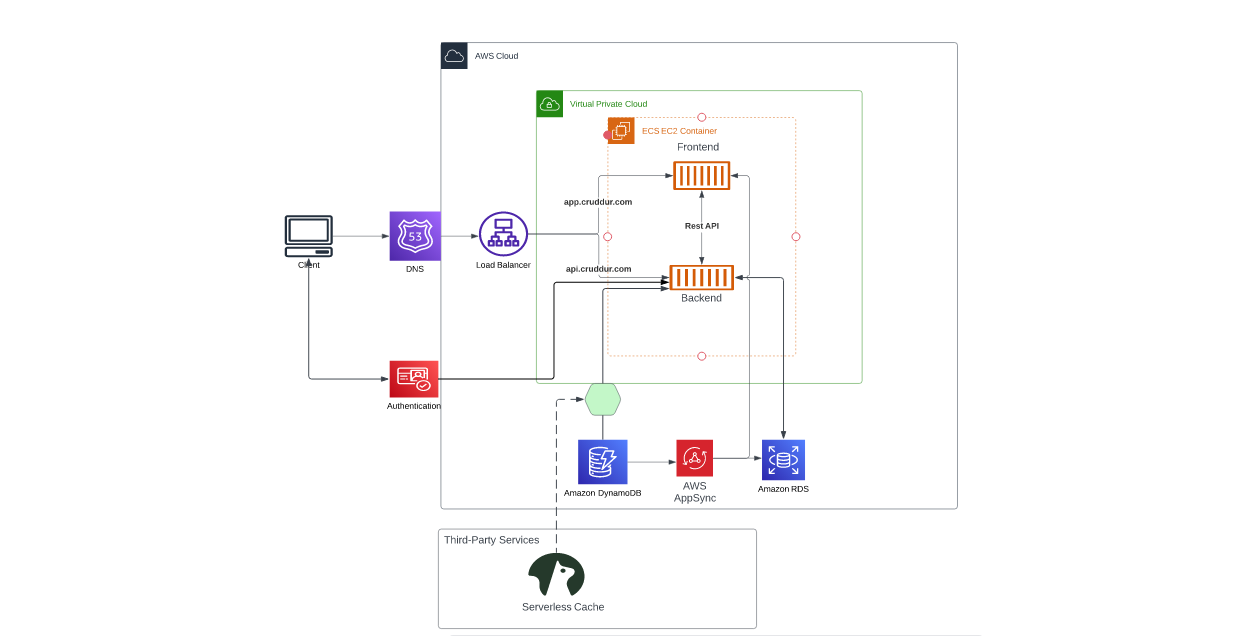 AWS Cloud
Virtual Private Cloud
ECS EC2 Container
Frontend
app.cruddur.com
Rest API
53
Client
DNS
Load Balancer
api.cruddur.com
Backend
Authentication
Amazon DynamoDB
AWS
AppSync
Amazon RDS
Third-Party Services
Serverless Cache